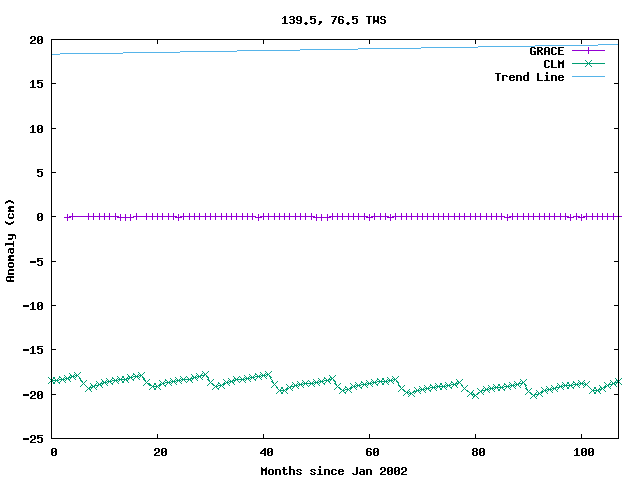 139.5, 76.5 TWS
20
15
10
5
0
-5
-10
-15
-20
-25
Anomaly (cm)
GRACE
CLM
Trend Line
0 20 40 60 80 100
Months since Jan 2002